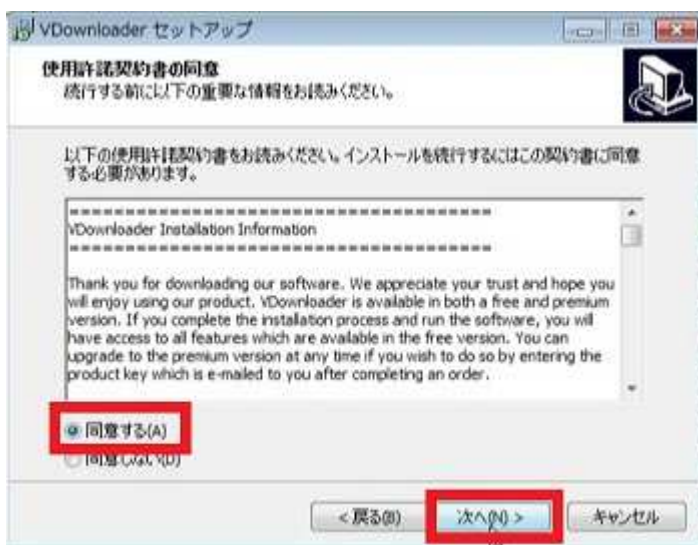 VDownloader セットアップ
使用許諾契約書の同意
続行する前に以下の重要な情報をお読みください。
以下の使用許諾契約書をお読みください。インストールを続行するにはこの契約書に同意
する必要があります。
========================================
VDownloader Installation Information
========================================
Thank you for downloading our software. We appreciate your trust and hope you
will enjoy using our product. VDownloader is available in both a free and premium
version. If you complete the installation process and run the software, you will
have access to all features which are available in the free version. You can
upgrade to the premium version at any time if you wish to do so by entering the
product key which is e-mailed to you after completing an order.
同意する(A)
同意しない(D)
< 戻る(B) 次へ(N) > キャンセル